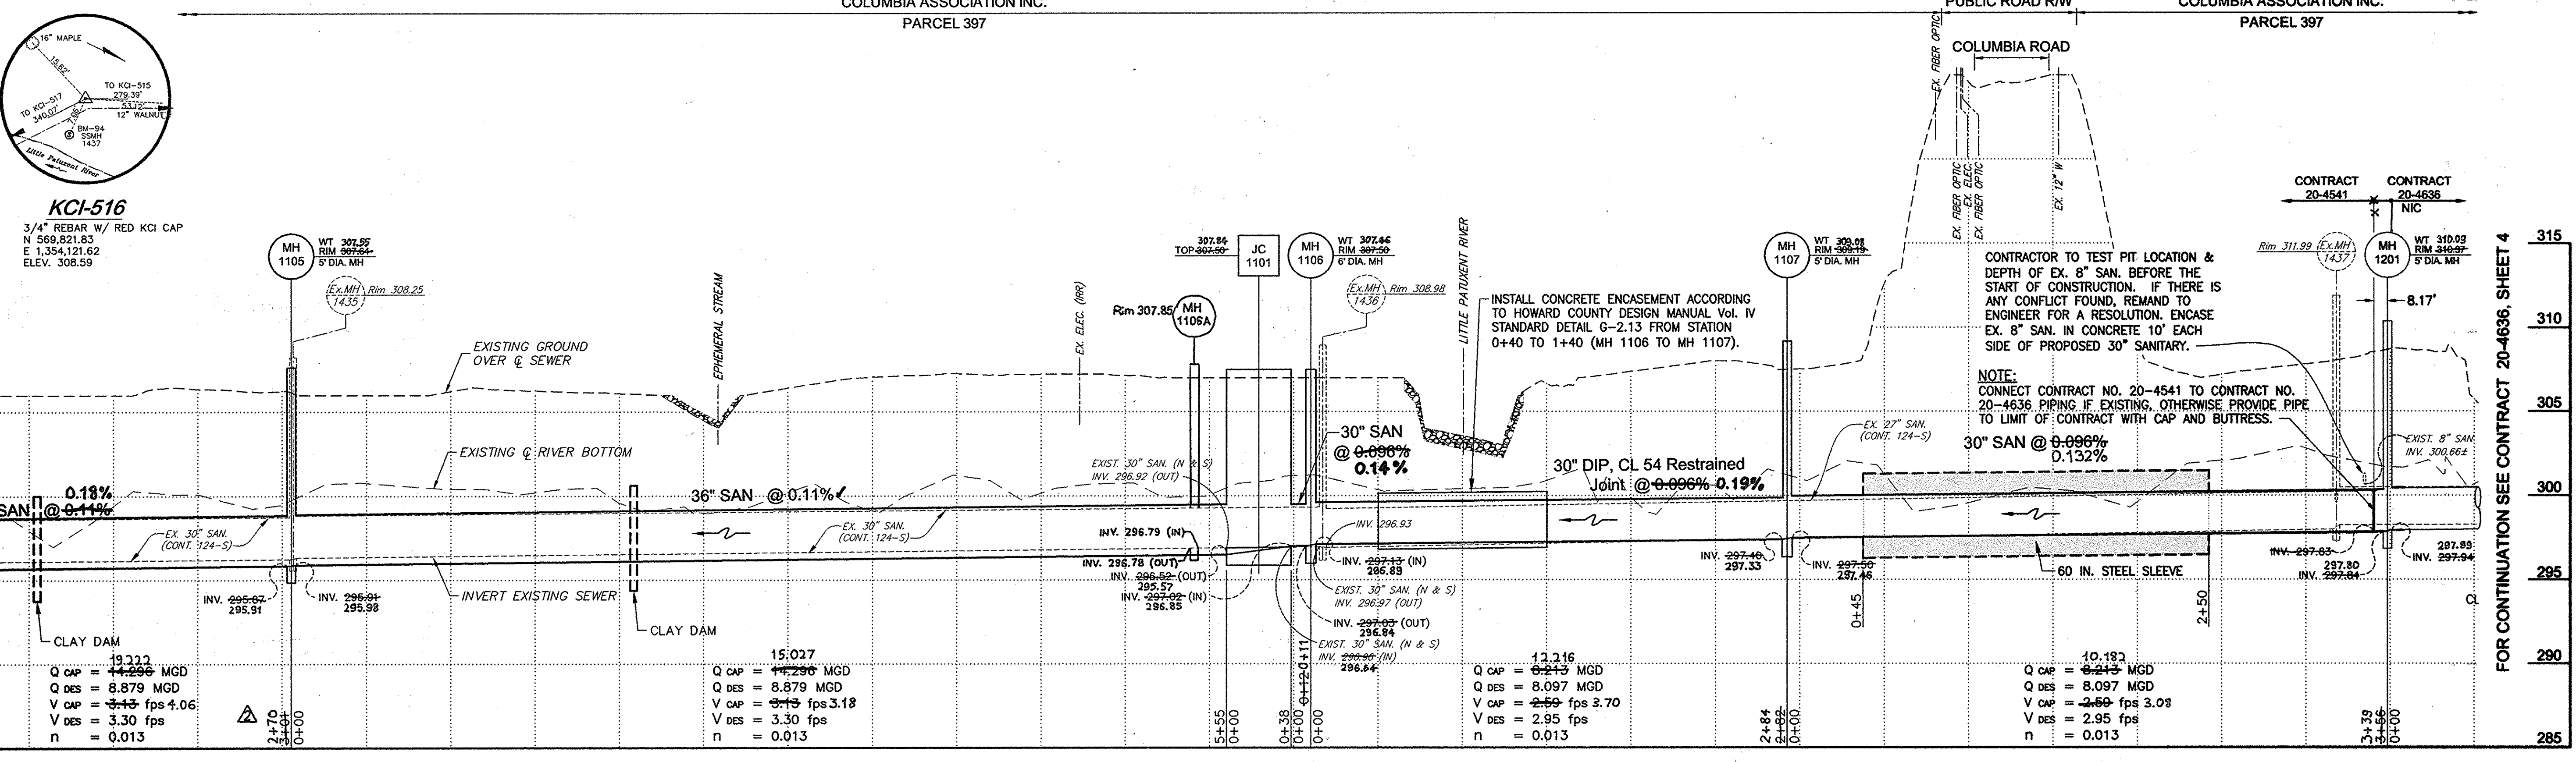 COLUMBIA ASSOCIATION INC.
PARCEL 397
PUBLIC ROAD R/W
COLUMBIA ASSOCIATION INC.
PARCEL 397
16" MAPLE
15.62'
TO KCI-515
279.39'
TO KCI-517
340.07'
53.12'
12" WALNUT
7.06'
BM-94
SSMH
1437
Little Patuxent River
KCI-516
3/4" REBAR W/ RED KCI CAP
N 569,821.83
E 1,354,121.62
ELEV. 308.59
MH
1105
WT 307.55
RIM 307.64
5' DIA. MH
Ex.MH
1435
Rim 308.25
EXISTING GROUND
OVER ℄ SEWER
EXISTING ℄ RIVER BOTTOM
EPHEMERAL STREAM
EX. ELEC. (IRR)
Rim 307.85
MH
1106A
307.84
TOP 307.50
JC
1101
MH
1106
WT 307.46
RIM 307.50
6' DIA. MH
Ex.MH
1436
Rim 308.98
LITTLE PATUXENT RIVER
INSTALL CONCRETE ENCASEMENT ACCORDING
TO HOWARD COUNTY DESIGN MANUAL Vol. IV
STANDARD DETAIL G-2.13 FROM STATION
0+40 TO 1+40 (MH 1106 TO MH 1107).
MH
1107
WT 309.08
RIM 309.19
5' DIA. MH
EX. FIBER OPTIC
COLUMBIA ROAD
EX. FIBER OPTIC
EX. ELEC.
EX. FIBER OPTIC
EX. 12" W
CONTRACT
20-4541
CONTRACT
20-4636
NIC
Rim 311.99
Ex.MH
1437
MH
1201
WT 310.09
RIM 310.97
5' DIA. MH
8.17'
CONTRACTOR TO TEST PIT LOCATION &
DEPTH OF EX. 8" SAN. BEFORE THE
START OF CONSTRUCTION. IF THERE IS
ANY CONFLICT FOUND, REMAND TO
ENGINEER FOR A RESOLUTION. ENCASE
EX. 8" SAN. IN CONCRETE 10' EACH
SIDE OF PROPOSED 30" SANITARY.
NOTE:
CONNECT CONTRACT NO. 20-4541 TO CONTRACT NO.
20-4636 PIPING IF EXISTING, OTHERWISE PROVIDE PIPE
TO LIMIT OF CONTRACT WITH CAP AND BUTTRESS.
FOR CONTINUATION SEE CONTRACT 20-4636, SHEET 4
315
310
305
300
295
290
285
0.18%
SAN @ 0.11%
EX. 30" SAN.
(CONT. 124-S)
36" SAN @ 0.11%
EX. 30" SAN.
(CONT. 124-S)
EXIST. 30" SAN. (N & S)
INV. 296.92 (OUT)
30" SAN
@ 0.096%
0.14%
30" DIP, CL 54 Restrained
Joint @ 0.096% 0.19%
EX. 27" SAN.
(CONT. 124-S)
30" SAN @ 0.096%
0.132%
EXIST. 8" SAN
INV. 300.66±
INV. 296.79 (IN)
INV. 296.78 (OUT)
INV. 296.52 (OUT)
295.57
INV. 297.02 (IN)
296.85
INV. 296.93
INV. 297.13 (IN)
296.89
EXIST. 30" SAN. (N & S)
INV. 296.97 (OUT)
INV. 297.03 (OUT)
296.84
EXIST. 30" SAN. (N & S)
INV. 296.96 (IN)
296.64
INV. 297.40
297.33
INV. 297.50
297.46
60 IN. STEEL SLEEVE
INV. 297.83
297.80
INV. 297.84
297.89
INV. 297.94
INV. 295.87
295.91
INV. 295.91
295.98
INVERT EXISTING SEWER
CLAY DAM
CLAY DAM
0+45
2+50
19.222
Q CAP = 14.296 MGD
Q DES = 8.879 MGD
V CAP = 3.13 fps 4.06
V DES = 3.30 fps
n = 0.013
2
2+70
3+01
0+00
15.027
Q CAP = 14.296 MGD
Q DES = 8.879 MGD
V CAP = 3.13 fps 3.18
V DES = 3.30 fps
n = 0.013
5+55
0+00
0+38
0+00
0+12
0+11
0+00
12.216
Q CAP = 8.213 MGD
Q DES = 8.097 MGD
V CAP = 2.59 fps 3.70
V DES = 2.95 fps
n = 0.013
2+84
2+82
0+00
10.182
Q CAP = 8.213 MGD
Q DES = 8.097 MGD
V CAP = 2.59 fps 3.08
V DES = 2.95 fps
n = 0.013
3+39
3+56
0+00